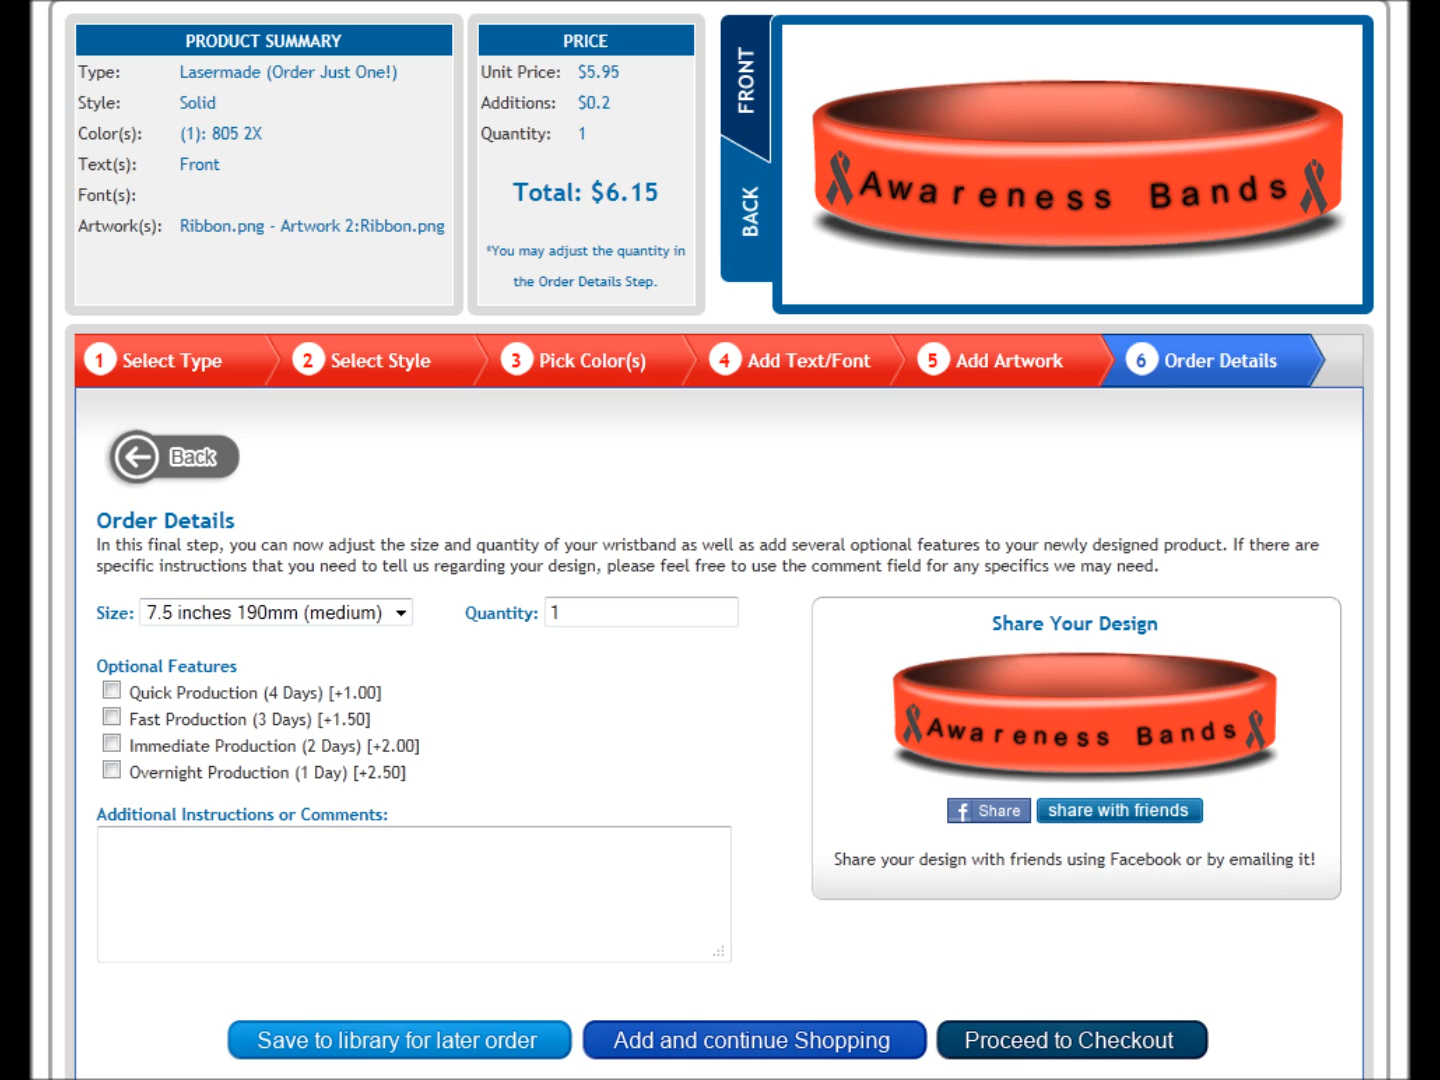 PRODUCT SUMMARY
Type: Lasermade (Order Just One!)
Style: Solid
Color(s): (1): 805 2X
Text(s): Front
Font(s):
Artwork(s): Ribbon.png - Artwork 2:Ribbon.png
PRICE
Unit Price: $5.95
Additions: $0.2
Quantity: 1
Total: $6.15
*You may adjust the quantity in
the Order Details Step.
FRONT
BACK
Awareness Bands
1 Select Type
2 Select Style
3 Pick Color(s)
4 Add Text/Font
5 Add Artwork
6 Order Details
Back
Order Details
In this final step, you can now adjust the size and quantity of your wristband as well as add several optional features to your newly designed product. If there are
specific instructions that you need to tell us regarding your design, please feel free to use the comment field for any specifics we may need.
Size: 7.5 inches 190mm (medium)
Quantity: 1
Optional Features
Quick Production (4 Days) [+1.00]
Fast Production (3 Days) [+1.50]
Immediate Production (2 Days) [+2.00]
Overnight Production (1 Day) [+2.50]
Additional Instructions or Comments:
Share Your Design
Awareness Bands
f Share
share with friends
Share your design with friends using Facebook or by emailing it!
Save to library for later order
Add and continue Shopping
Proceed to Checkout